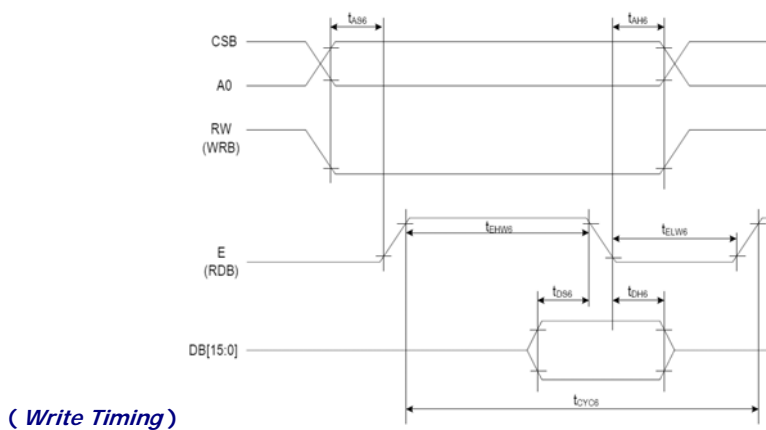 tAS6 tAH6
CSB
A0
RW
(WRB)
tEHW6 tELW6
E
(RDB)
tDS6 tDH6
DB[15:0]
tCYC6
( Write Timing )